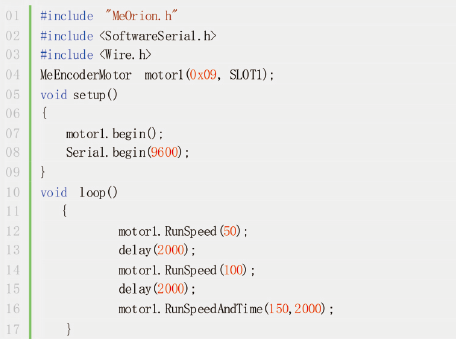 01 #include "MeOrion.h"
02 #include <SoftwareSerial.h>
03 #include <Wire.h>
04 MeEncoderMotor motor1(0x09, SLOT1);
05 void setup()
06 {
07 motor1.begin();
08 Serial.begin(9600);
09 }
10 void loop()
11 {
12 motor1.RunSpeed(50);
13 delay(2000);
14 motor1.RunSpeed(100);
15 delay(2000);
16 motor1.RunSpeedAndTime(150,2000);
17 }